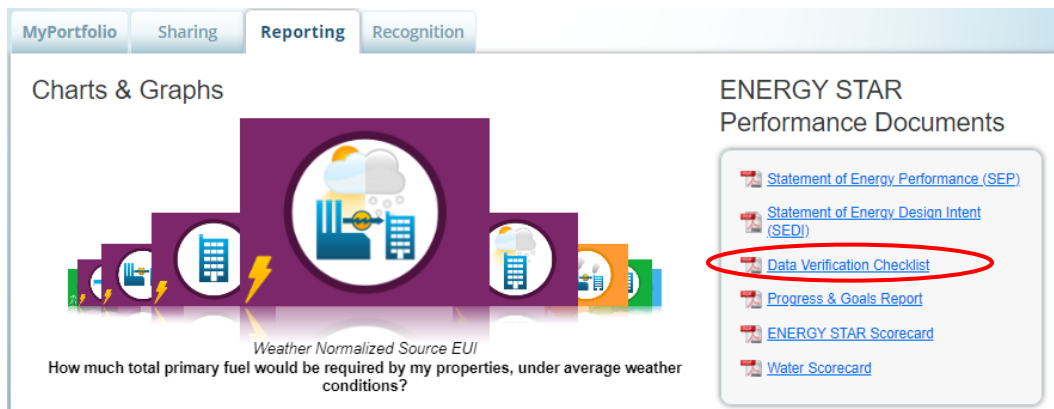 MyPortfolio
Sharing
Reporting
Recognition
Charts & Graphs
Weather Normalized Source EUI
How much total primary fuel would be required by my properties, under average weather
conditions?
ENERGY STAR
Performance Documents
Statement of Energy Performance (SEP)
Statement of Energy Design Intent
(SEDI)
Data Verification Checklist
Progress & Goals Report
ENERGY STAR Scorecard
Water Scorecard